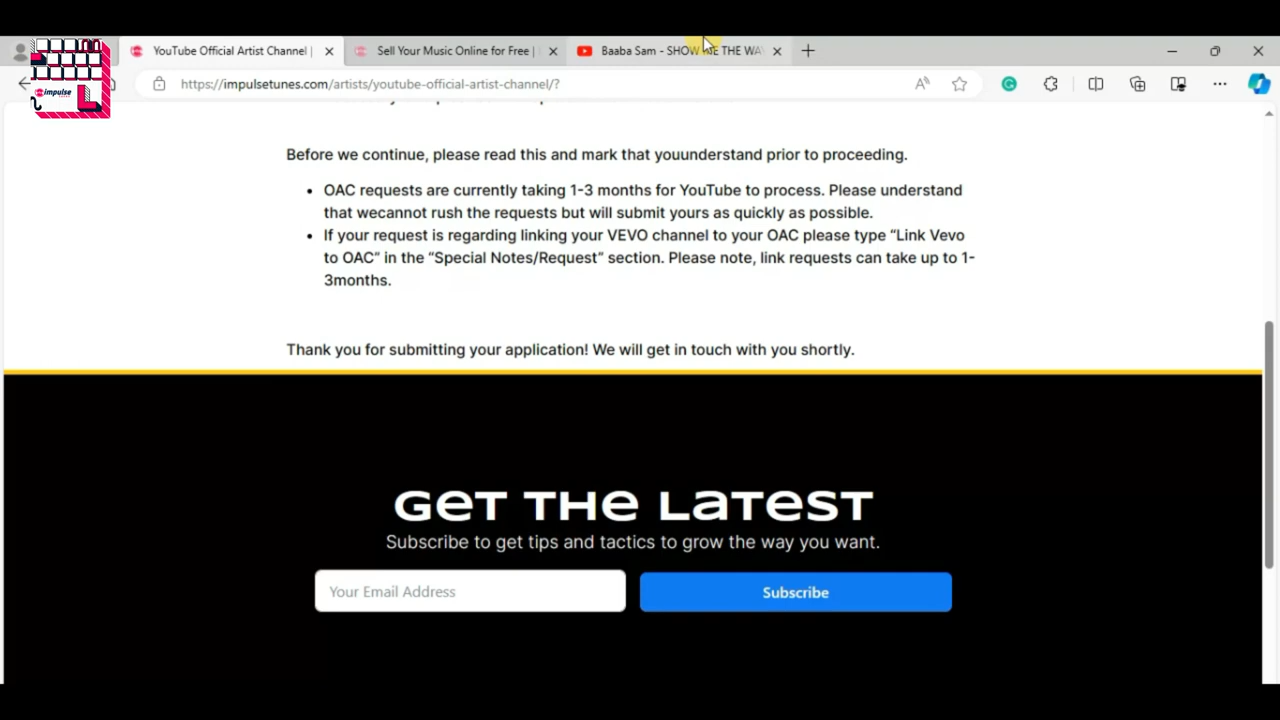 YouTube Official Artist Channel |
Sell Your Music Online for Free |
Baaba Sam - SHOW ME THE WA
impulse
https://impulsetunes.com/artists/youtube-official-artist-channel/?
Before we continue, please read this and mark that youunderstand prior to proceeding.
• OAC requests are currently taking 1-3 months for YouTube to process. Please understand
that wecannot rush the requests but will submit yours as quickly as possible.
• If your request is regarding linking your VEVO channel to your OAC please type “Link Vevo
to OAC” in the “Special Notes/Request” section. Please note, link requests can take up to 1-
3months.
Thank you for submitting your application! We will get in touch with you shortly.
GeT THe LaTesT
Subscribe to get tips and tactics to grow the way you want.
Your Email Address
Subscribe